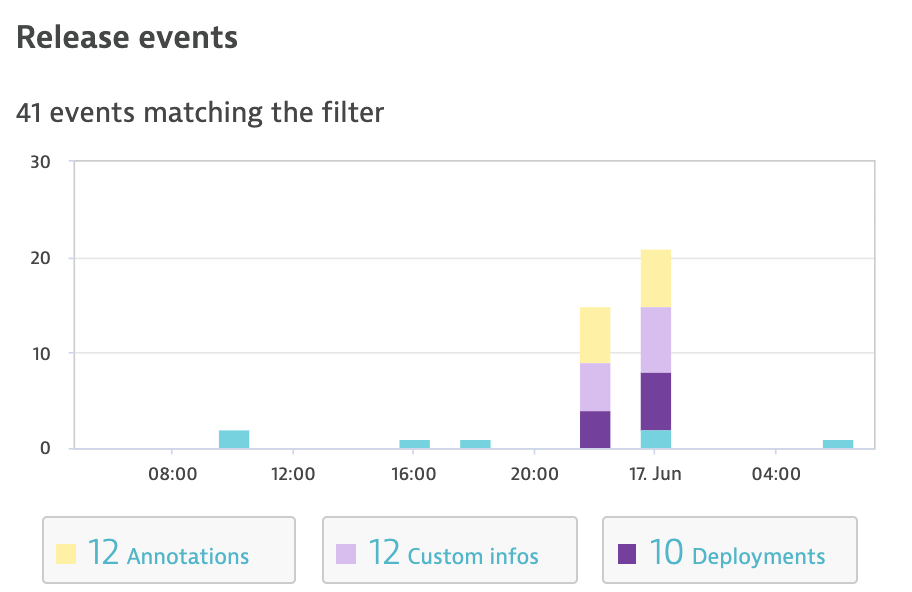 Release events
41 events matching the filter
30
20
10
0
08:00 12:00 16:00 20:00 17. Jun 04:00
12 Annotations 12 Custom infos 10 Deployments